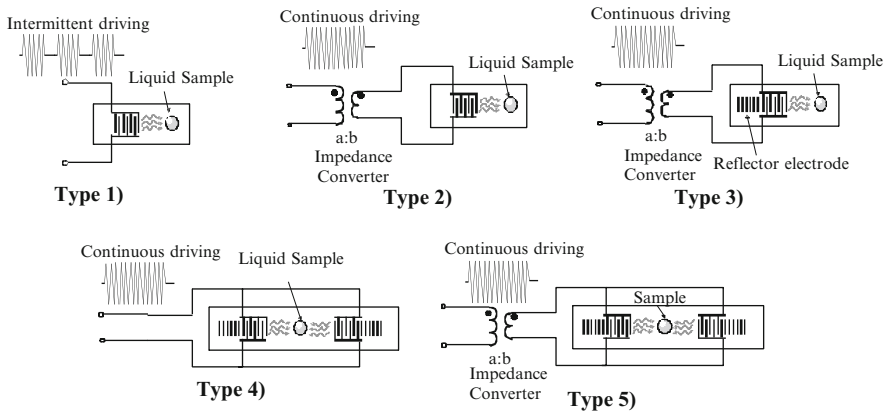 Intermittent driving
Liquid Sample
Type 1)
Continuous driving
Liquid Sample
a:b
Impedance
Converter
Type 2)
Continuous driving
Liquid Sample
a:b
Impedance
Converter
Reflector electrode
Type 3)
Continuous driving
Liquid Sample
Type 4)
Continuous driving
Sample
a:b
Impedance
Converter
Type 5)